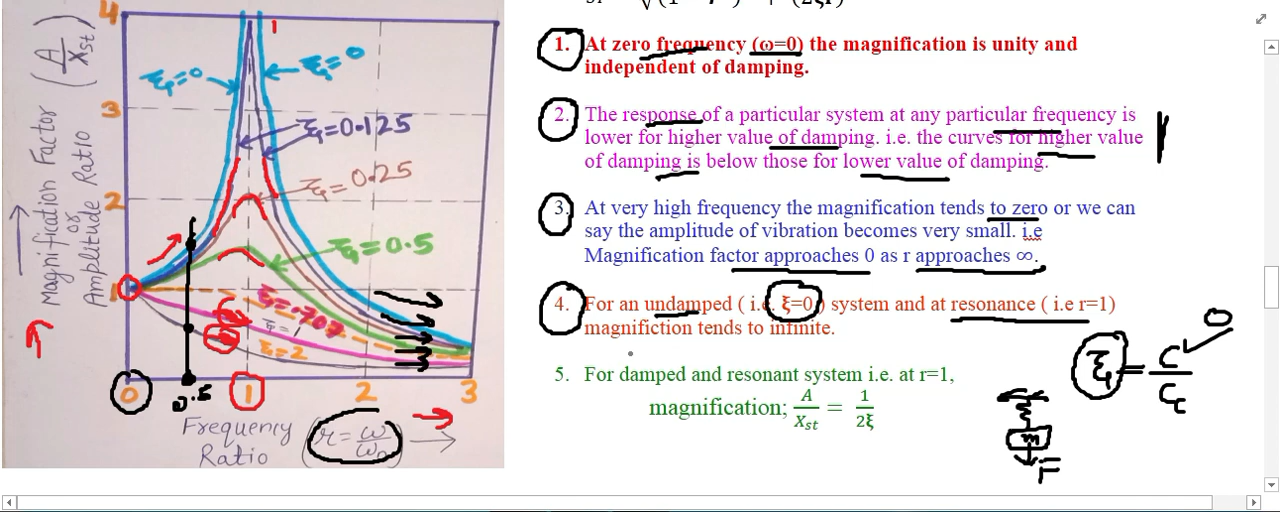 4
3
2
1
0
0.5
1
2
3
1
Magnification Factor
or
Amplitude Ratio
(A/Xst)
ξ=0
ξ=0
ξ=0.125
ξ=0.25
ξ=0.5
ξ=.707
ξ=1
ξ=2
Frequency
Ratio
(r = ω/ωn)
1. At zero frequency (ω=0) the magnification is unity and
independent of damping.
2. The response of a particular system at any particular frequency is
lower for higher value of damping. i.e. the curves for higher value
of damping is below those for lower value of damping.
3. At very high frequency the magnification tends to zero or we can
say the amplitude of vibration becomes very small. i.e
Magnification factor approaches 0 as r approaches ∞.
4. For an undamped ( i.e. ξ=0 ) system and at resonance ( i.e r=1)
magnifiction tends to infinite.
5. For damped and resonant system i.e. at r=1,
magnification; A/Xst = 1/2ξ
ξ = C/Cc
0
m
F